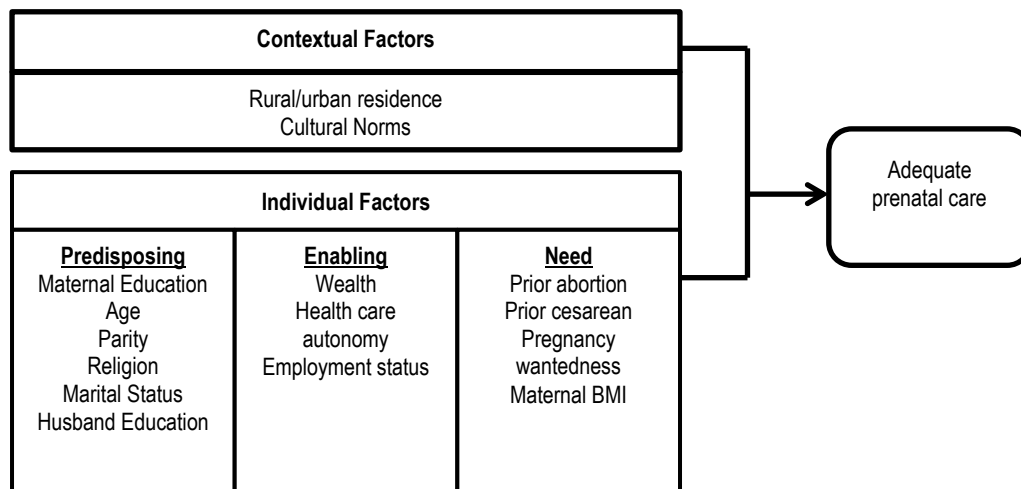 Contextual Factors
Rural/urban residence
Cultural Norms
Individual Factors
Predisposing
Maternal Education
Age
Parity
Religion
Marital Status
Husband Education
Enabling
Wealth
Health care
autonomy
Employment status
Need
Prior abortion
Prior cesarean
Pregnancy
wantedness
Maternal BMI
Adequate
prenatal care